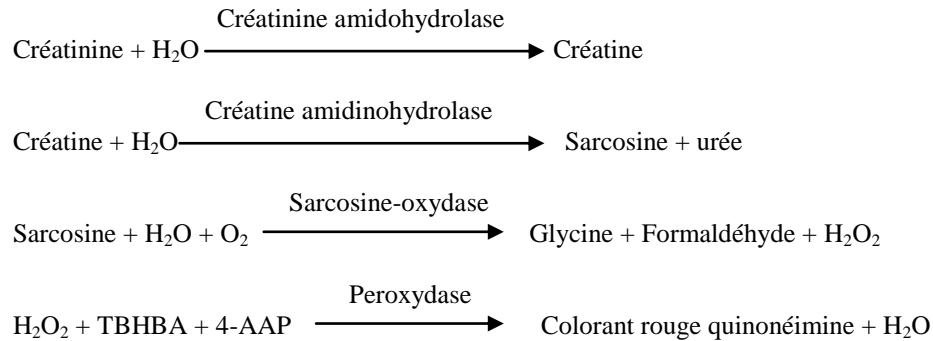 Créatinine amidohydrolase
Créatinine + H₂O Créatine
Créatine amidinohydrolase
Créatine + H₂O Sarcosine + urée
Sarcosine-oxydase
Sarcosine + H₂O + O₂ Glycine + Formaldéhyde + H₂O₂
Peroxydase
H₂O₂ + TBHBA + 4-AAP Colorant rouge quinonéimine + H₂O